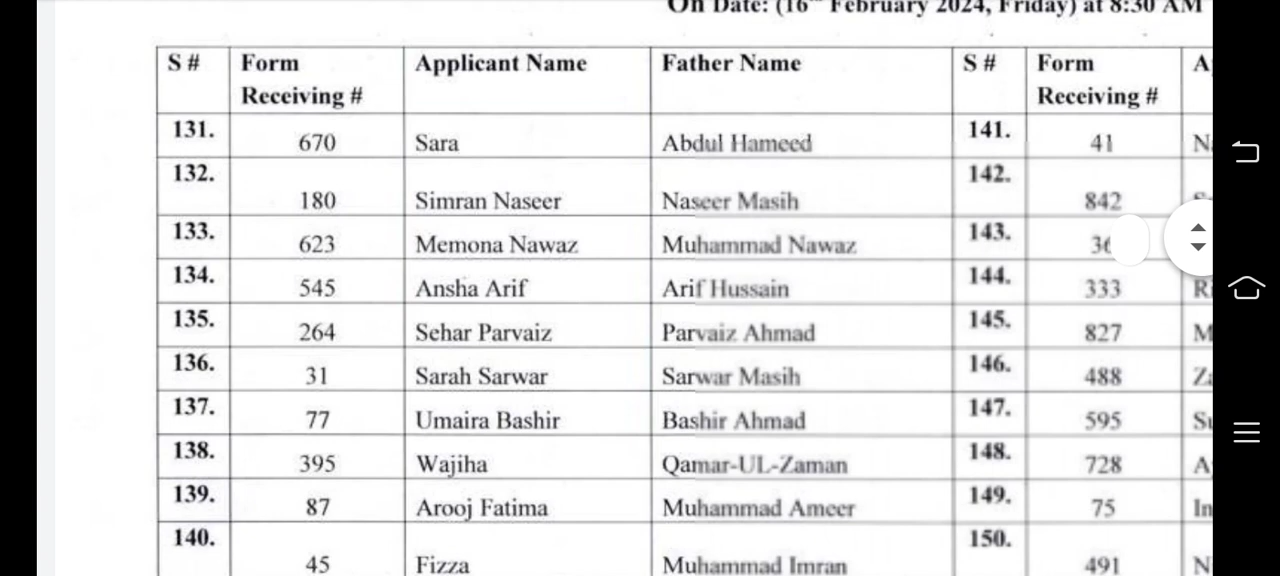 On Date: (16th February 2024, Friday) at 8:30 AM
S # Form Receiving # Applicant Name Father Name S # Form Receiving #
131. 670 Sara Abdul Hameed 141. 41
132. 180 Simran Naseer Naseer Masih 142. 842
133. 623 Memona Nawaz Muhammad Nawaz 143.
134. 545 Ansha Arif Arif Hussain 144. 333
135. 264 Sehar Parvaiz Parvaiz Ahmad 145. 827
136. 31 Sarah Sarwar Sarwar Masih 146. 488
137. 77 Umaira Bashir Bashir Ahmad 147. 595
138. 395 Wajiha Qamar-UL-Zaman 148. 728
139. 87 Arooj Fatima Muhammad Ameer 149. 75
140. 45 Fizza Muhammad Imran 150. 491